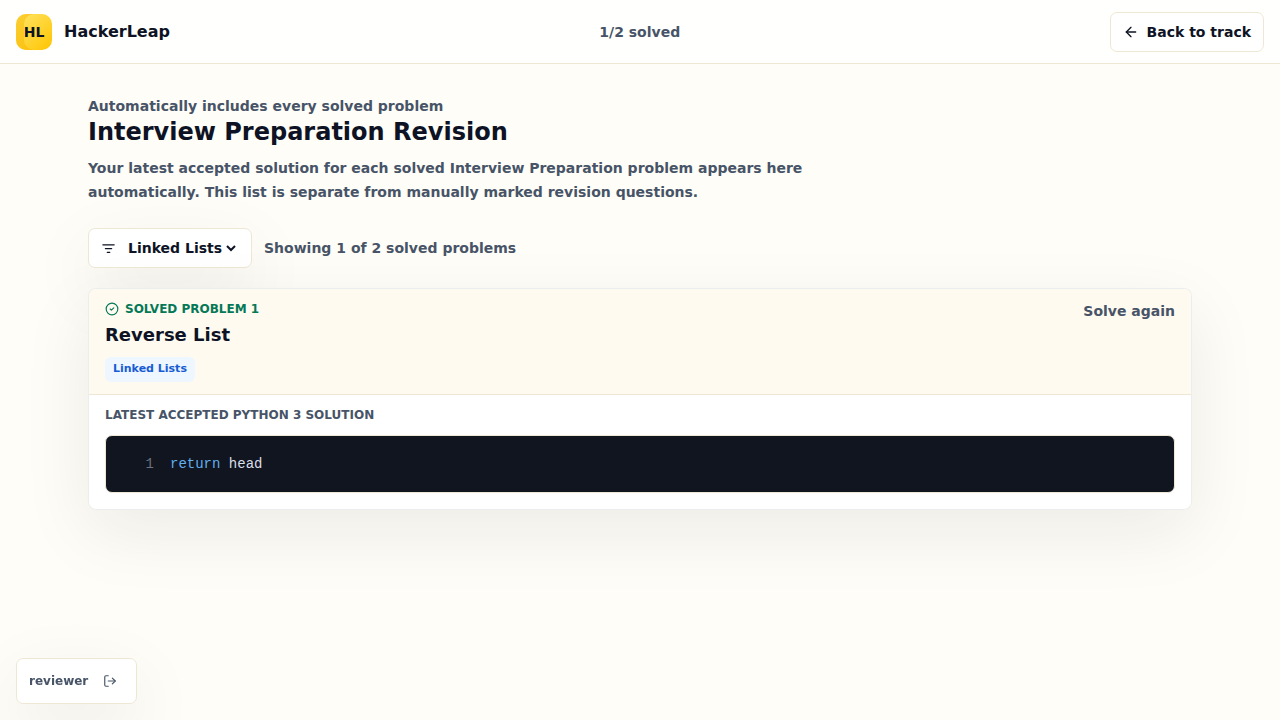 HL HackerLeap
1/2 solved
Back to track
Automatically includes every solved problem
Interview Preparation Revision
Your latest accepted solution for each solved Interview Preparation problem appears here
automatically. This list is separate from manually marked revision questions.
Linked Lists
Showing 1 of 2 solved problems
SOLVED PROBLEM 1
Solve again
Reverse List
Linked Lists
LATEST ACCEPTED PYTHON 3 SOLUTION
1 return head
reviewer